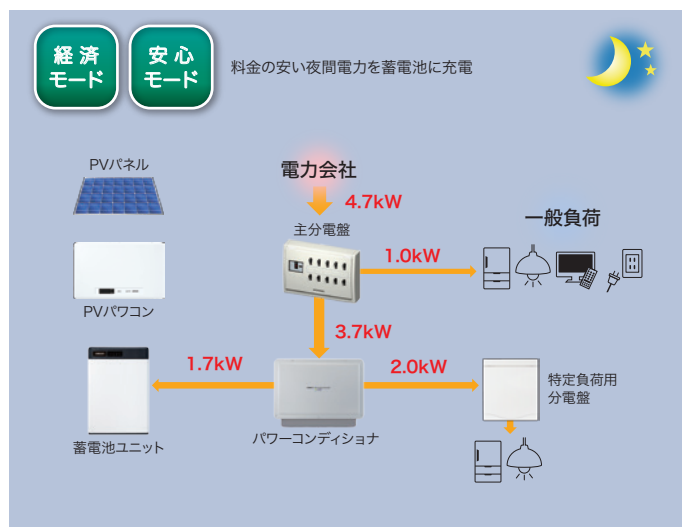 経済
モード
安心
モード
料金の安い夜間電力を蓄電池に充電
PVパネル
電力会社
4.7kW
主分電盤
一般負荷
1.0kW
PVパワコン
3.7kW
1.7kW
2.0kW
特定負荷用
分電盤
パワーコンディショナ
蓄電池ユニット